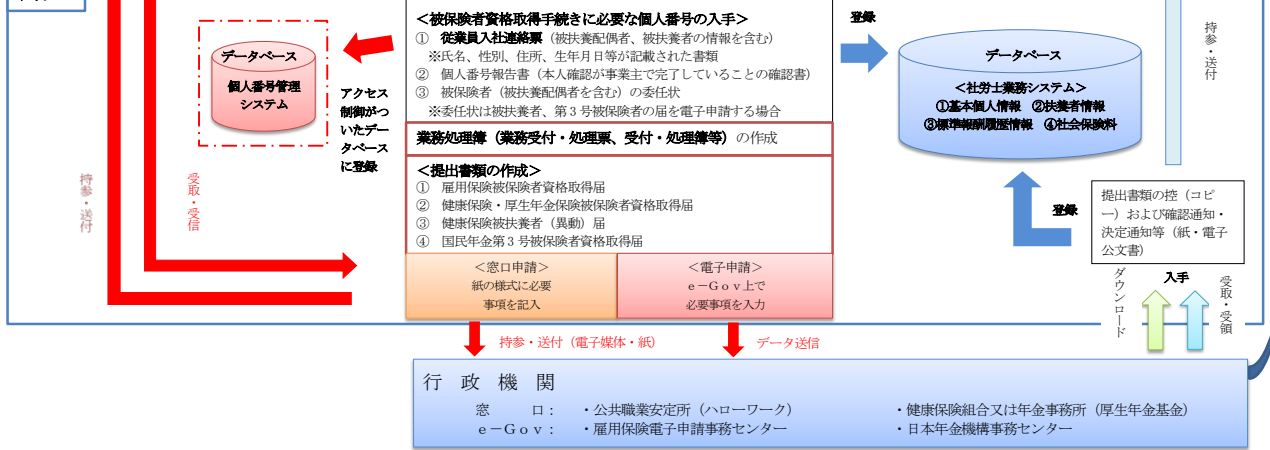 <被保険者資格取得手続きに必要な個人番号の入手>
① 従業員入社連絡票(被扶養配偶者、被扶養者の情報を含む)
※氏名、性別、住所、生年月日等が記載された書類
② 個人番号報告書(本人確認が事業主で完了していることの確認書)
③ 被保険者(被扶養配偶者を含む)の委任状
※委任状は被扶養者、第3号被保険者の届を電子申請する場合
業務処理簿(業務受付・処理票、受付・処理簿等)の作成
<提出書類の作成>
① 雇用保険被保険者資格取得届
② 健康保険・厚生年金保険被保険者資格取得届
③ 健康保険被扶養者(異動)届
④ 国民年金第3号被保険者資格取得届
<窓口申請>
紙の様式に必要
事項を記入
<電子申請>
e-Gov上で
必要事項を入力
データベース
個人番号管理
システム
アクセス
制御がつ
いたデー
タベース
に登録
持参・送付
受取・受信
登録
データベース
<社労士業務システム>
①基本個人情報 ②扶養者情報
③標準報酬履歴情報 ④社会保険料
持参・送付
登録
提出書類の控(コピ
ー)および確認通知・
決定通知等(紙・電子
公文書)
ダウンロード
入手
受取・受領
持参・送付(電子媒体・紙)
データ送信
行政機関
窓口: ・公共職業安定所(ハローワーク) ・健康保険組合又は年金事務所(厚生年金基金)
e-Gov: ・雇用保険電子申請事務センター ・日本年金機構事務センター